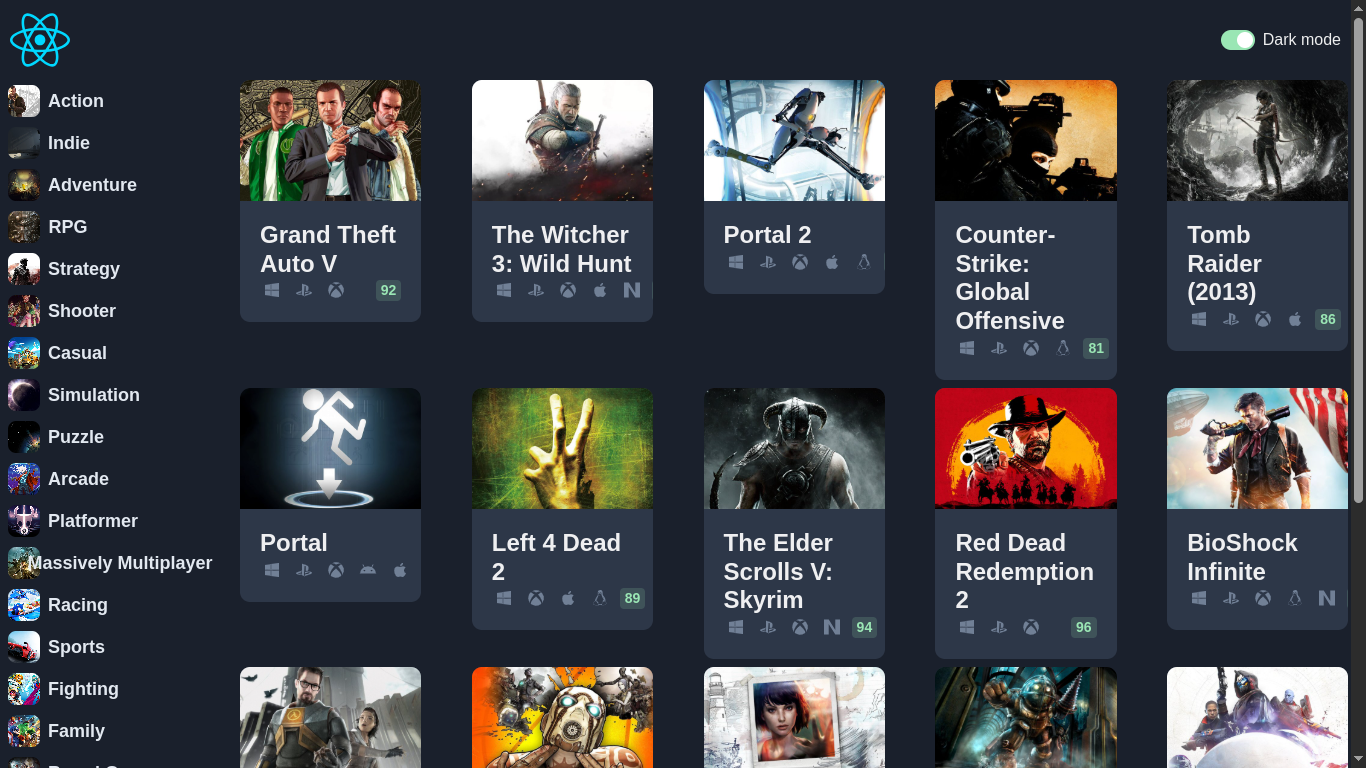 Dark mode
Action
Indie
Adventure
RPG
Strategy
Shooter
Casual
Simulation
Puzzle
Arcade
Platformer
Massively Multiplayer
Racing
Sports
Fighting
Family
Grand Theft
Auto V
92
The Witcher
3: Wild Hunt
Portal 2
Counter-
Strike:
Global
Offensive
81
Tomb
Raider
(2013)
86
Portal
Left 4 Dead
2
89
The Elder
Scrolls V:
Skyrim
94
Red Dead
Redemption
2
96
BioShock
Infinite